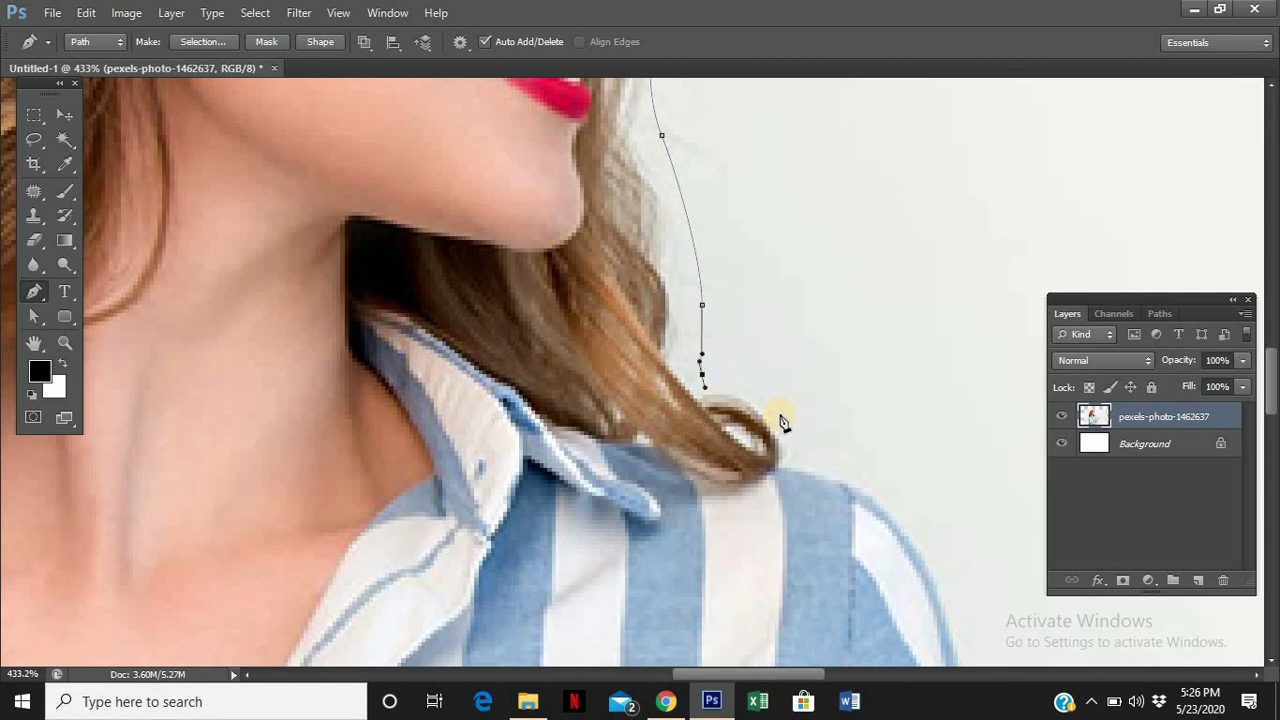 Ps File Edit Image Layer Type Select Filter View Window Help
Path Make: Selection... Mask Shape Auto Add/Delete Align Edges Essentials
Untitled-1 @ 433% (pexels-photo-1462637, RGB/8) * ×
Layers Channels Paths
Kind
Normal Opacity: 100%
Lock: Fill: 100%
pexels-photo-1462637
Background
fx
Activate Windows
Go to Settings to activate Windows.
433.2% Doc: 3.60M/5.27M
Type here to search
2
Ps
5:26 PM
5/23/2020